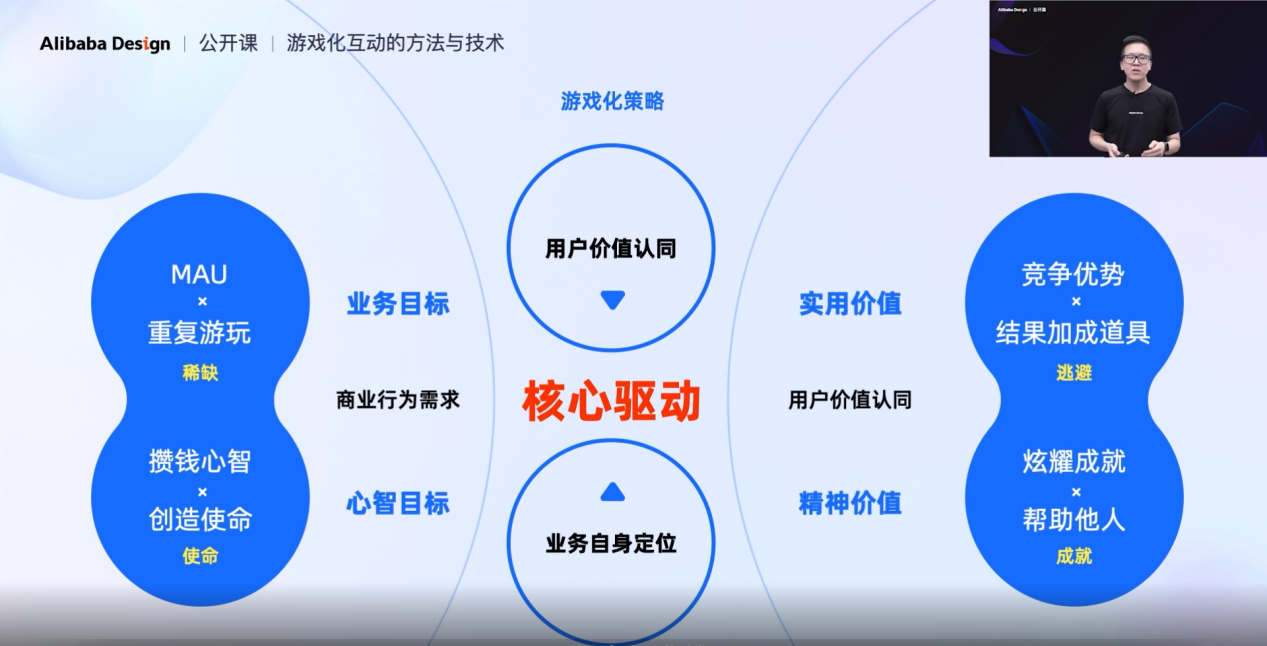 Alibaba Design | 公开课 | 游戏化互动的方法与技术
Alibaba Design | 公开课
游戏化策略
用户价值认同
核心驱动
业务自身定位
MAU
×
重复游玩
稀缺
攒钱心智
×
创造使命
使命
业务目标
商业行为需求
心智目标
实用价值
用户价值认同
精神价值
竞争优势
×
结果加成道具
逃避
炫耀成就
×
帮助他人
成就